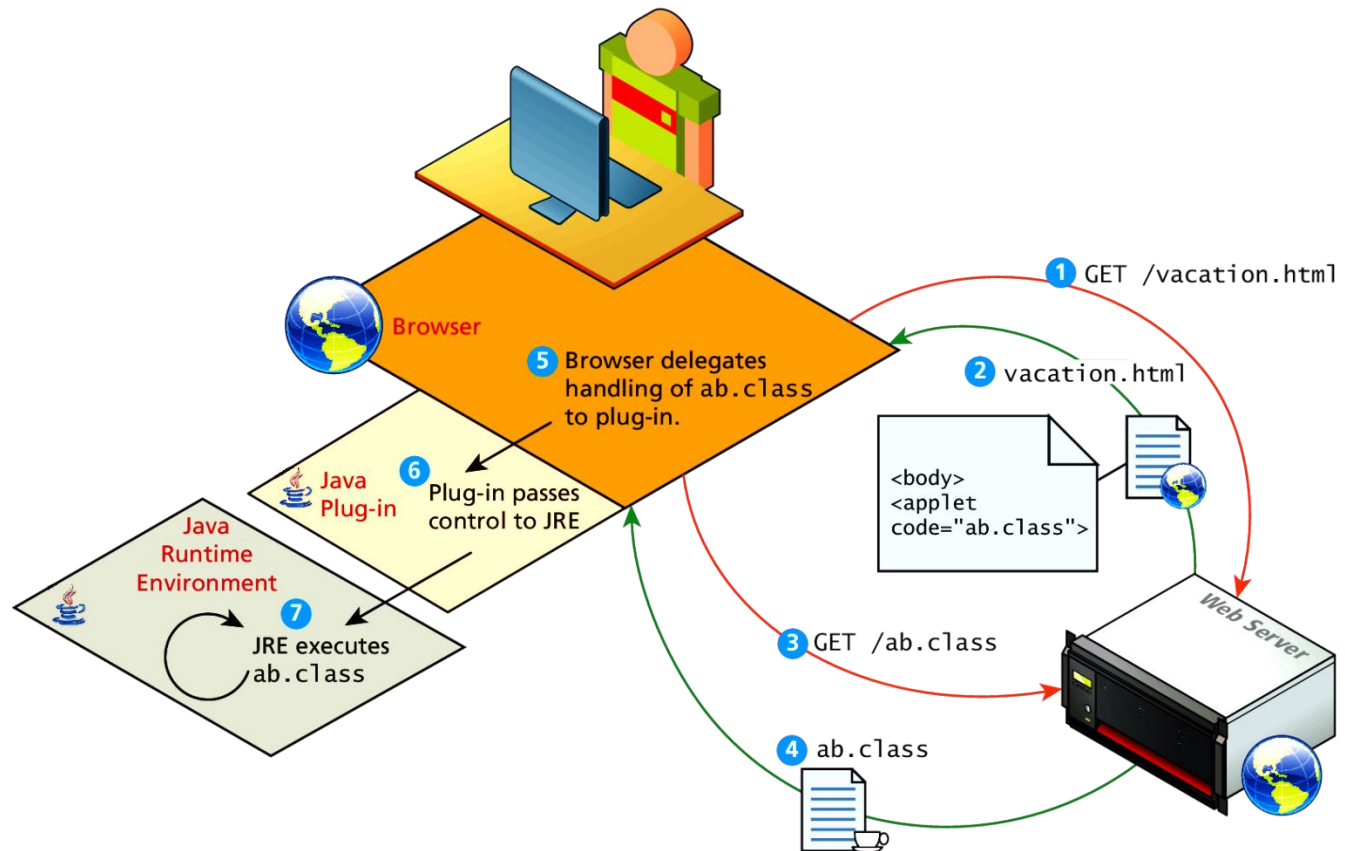 1 GET /vacation.html
Browser
2 vacation.html
5 Browser delegates
handling of ab.class
to plug-in.
<body>
<applet
code="ab.class">
6
Java
Plug-in
Plug-in passes
control to JRE
Java
Runtime
Environment
7
JRE executes
ab.class
3 GET /ab.class
Web Server
4 ab.class